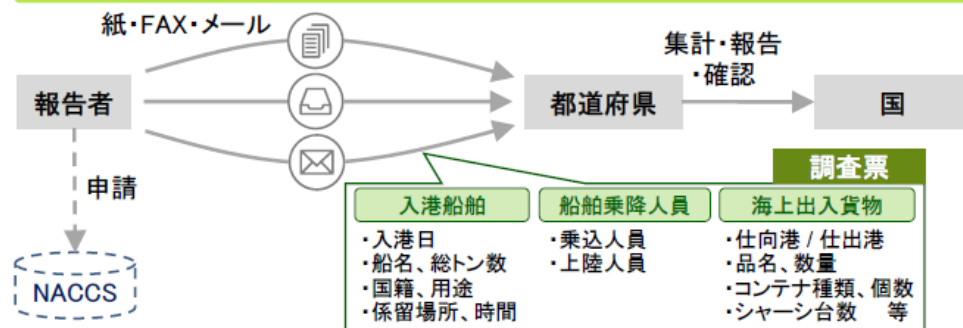 紙・FAX・メール
集計・報告
・確認
報告者
都道府県
国
申請
NACCS
調査票
入港船舶
・入港日
・船名、総トン数
・国籍、用途
・係留場所、時間
船舶乗降人員
・乗込人員
・上陸人員
海上出入貨物
・仕向港 / 仕出港
・品名、数量
・コンテナ種類、個数
・シャーシ台数　等